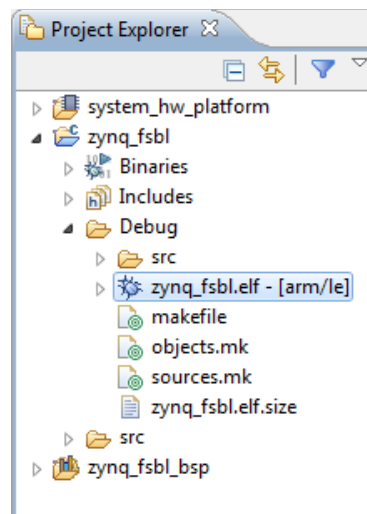 Project Explorer
system_hw_platform
zynq_fsbl
Binaries
Includes
Debug
src
zynq_fsbl.elf - [arm/le]
makefile
objects.mk
sources.mk
zynq_fsbl.elf.size
src
zynq_fsbl_bsp